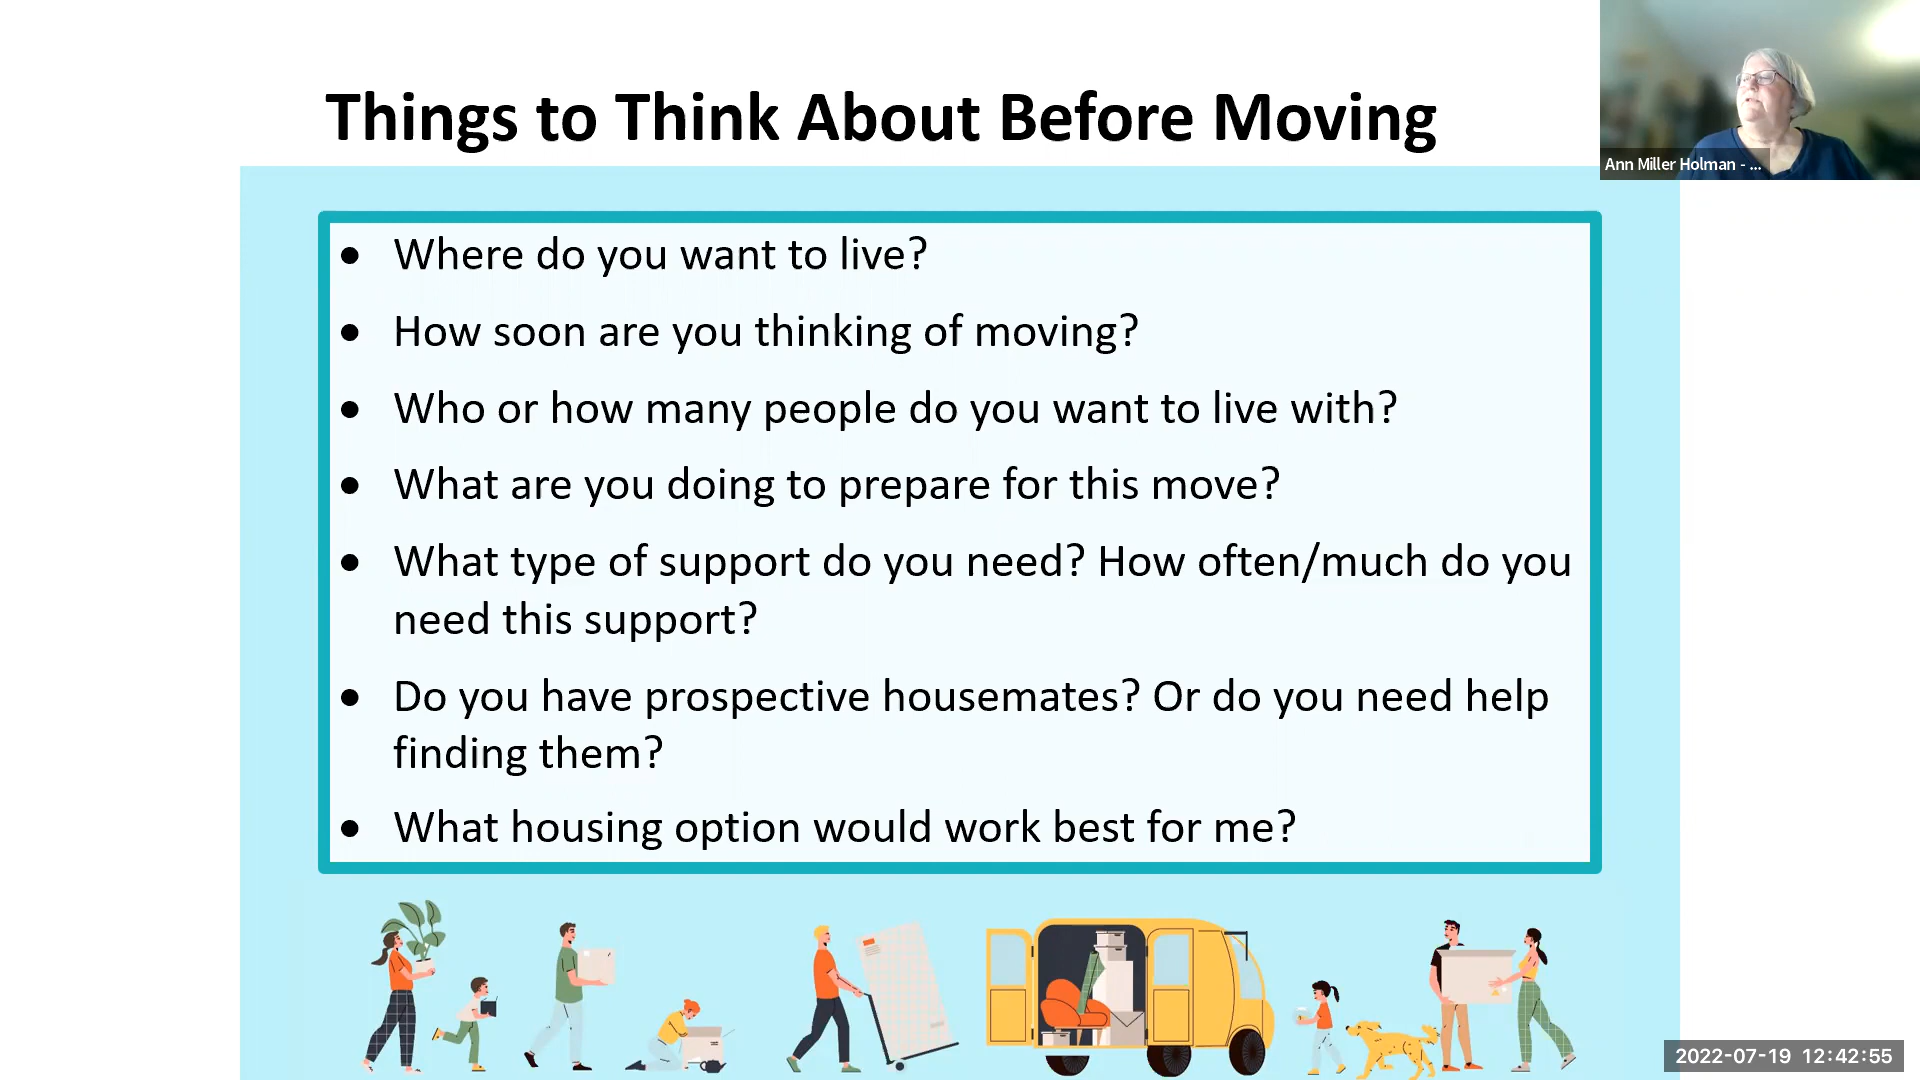 Things to Think About Before Moving
Ann Miller Holman - ...
• Where do you want to live?
• How soon are you thinking of moving?
• Who or how many people do you want to live with?
• What are you doing to prepare for this move?
• What type of support do you need? How often/much do you
need this support?
• Do you have prospective housemates? Or do you need help
finding them?
• What housing option would work best for me?
2022-07-19 12:42:55